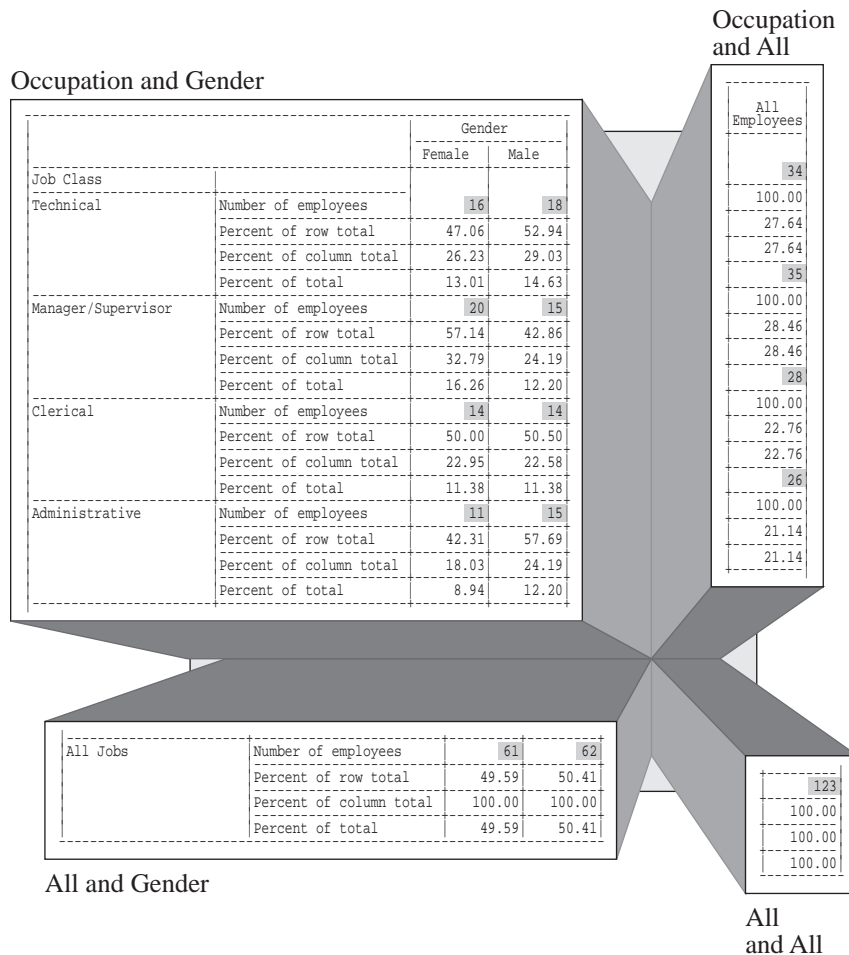 Occupation
and All
Occupation and Gender
Gender
Female Male
Job Class
Technical Number of employees 16 18
Percent of row total 47.06 52.94
Percent of column total 26.23 29.03
Percent of total 13.01 14.63
Manager/Supervisor Number of employees 20 15
Percent of row total 57.14 42.86
Percent of column total 32.79 24.19
Percent of total 16.26 12.20
Clerical Number of employees 14 14
Percent of row total 50.00 50.50
Percent of column total 22.95 22.58
Percent of total 11.38 11.38
Administrative Number of employees 11 15
Percent of row total 42.31 57.69
Percent of column total 18.03 24.19
Percent of total 8.94 12.20
All
Employees
34
100.00
27.64
27.64
35
100.00
28.46
28.46
28
100.00
22.76
22.76
26
100.00
21.14
21.14
All Jobs Number of employees 61 62
Percent of row total 49.59 50.41
Percent of column total 100.00 100.00
Percent of total 49.59 50.41
All and Gender
123
100.00
100.00
100.00
All
and All